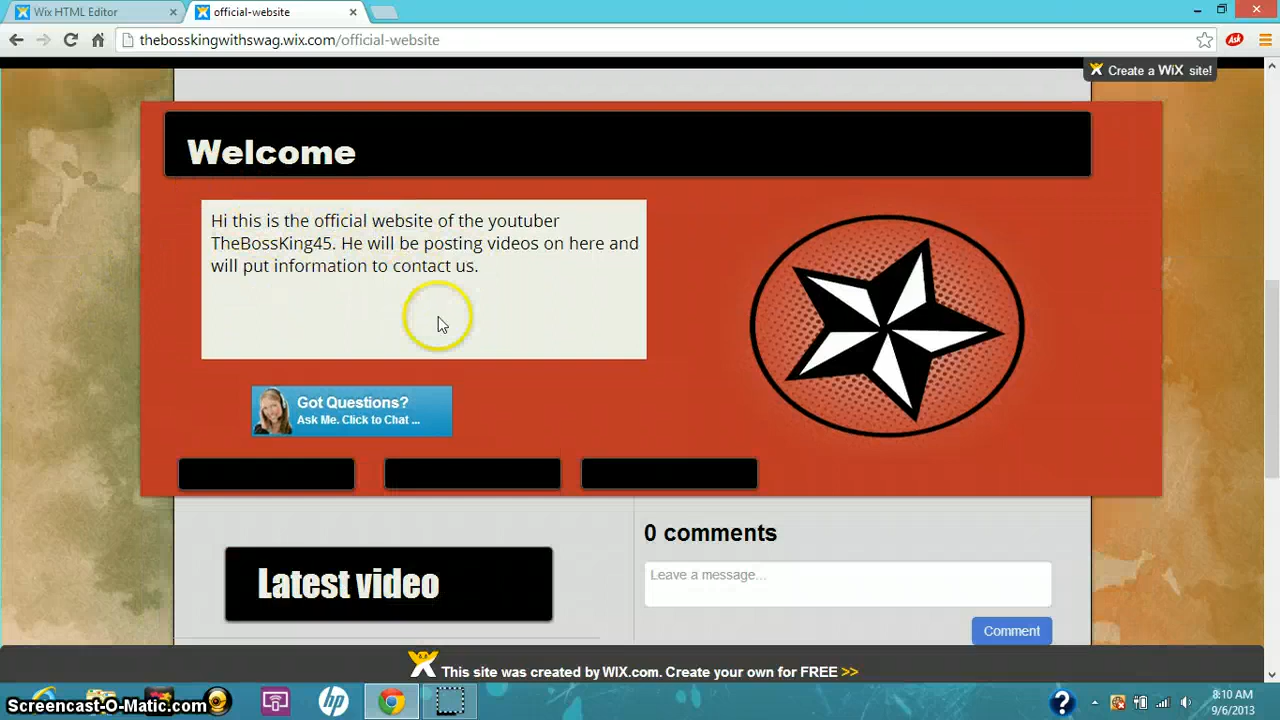 Wix HTML Editor
official-website
thebosskingwithswag.wix.com/official-website
Ask
Create a WiX site!
Welcome
Hi this is the official website of the youtuber
TheBossKing45. He will be posting videos on here and
will put information to contact us.
Got Questions?
Ask Me. Click to Chat ...
0 comments
Leave a message...
Latest video
Comment
This site was created by WIX.com. Create your own for FREE >>
hp
?
8:10 AM
9/6/2013
Screencast-O-Matic.com